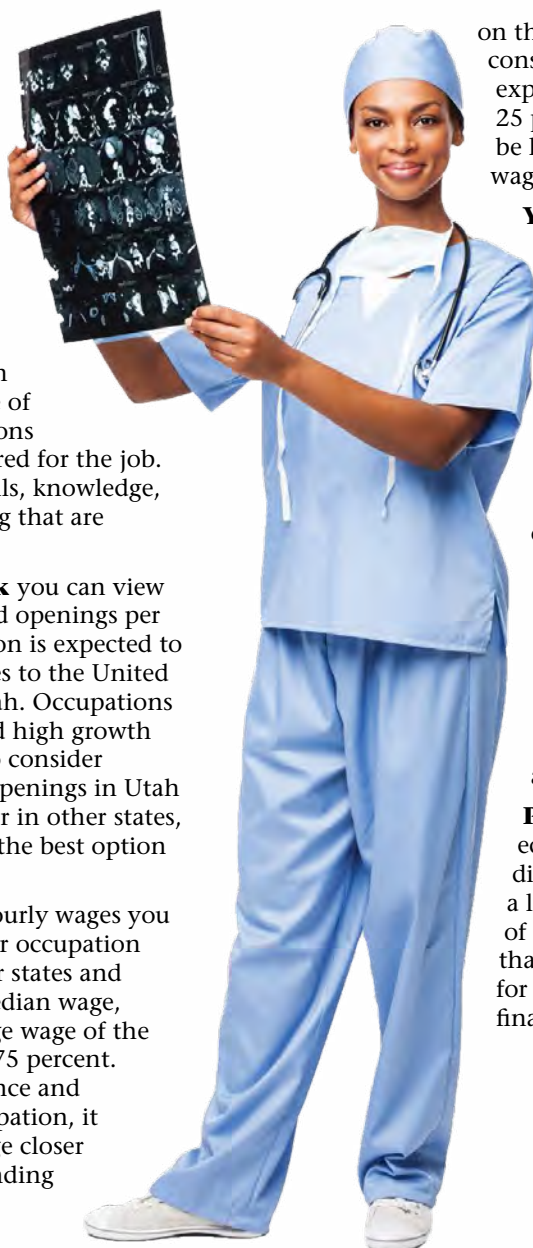 n
of
ons
red for the job.
ls, knowledge,
g that are
k you can view
d openings per
on is expected to
es to the United
ah. Occupations
d high growth
o consider
penings in Utah
r in other states,
the best option
ourly wages you
r occupation
r states and
edian wage,
ge wage of the
75 percent.
nce and
pation, it
ge closer
nding
on th
cons
exp
25 p
be l
wag
Y
a
ec
di
a l
of
tha
for
fina